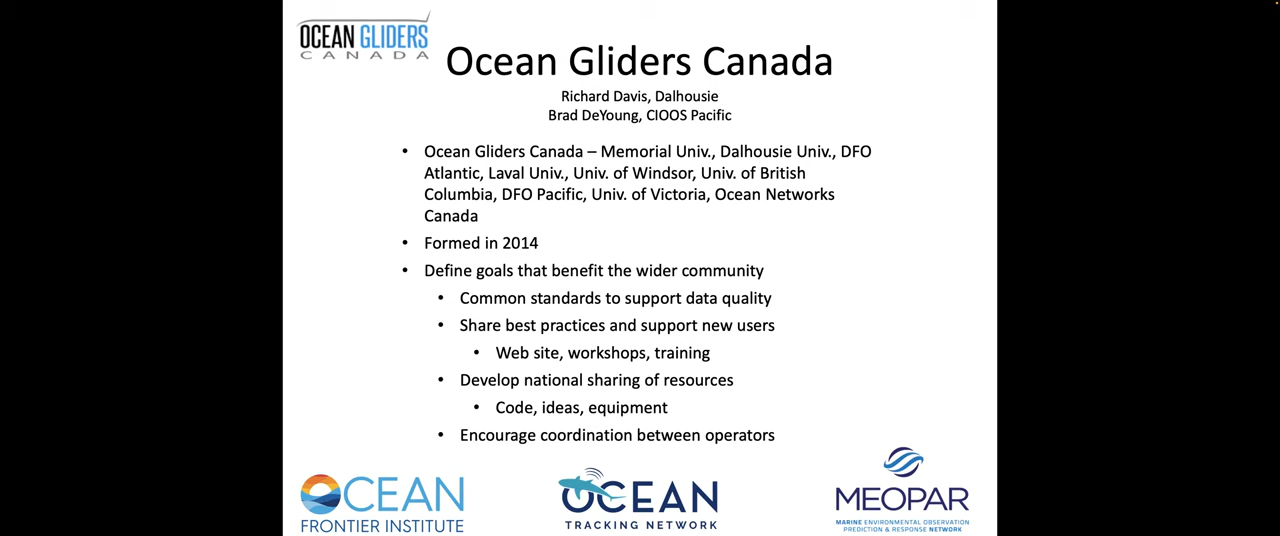 OCEAN GLIDERS
CANADA
Ocean Gliders Canada
Richard Davis, Dalhousie
Brad DeYoung, CIOOS Pacific
• Ocean Gliders Canada – Memorial Univ., Dalhousie Univ., DFO
Atlantic, Laval Univ., Univ. of Windsor, Univ. of British
Columbia, DFO Pacific, Univ. of Victoria, Ocean Networks
Canada
• Formed in 2014
• Define goals that benefit the wider community
• Common standards to support data quality
• Share best practices and support new users
• Web site, workshops, training
• Develop national sharing of resources
• Code, ideas, equipment
• Encourage coordination between operators
OCEAN
FRONTIER INSTITUTE
OCEAN
TRACKING NETWORK
MEOPAR
MARINE ENVIRONMENTAL OBSERVATION
PREDICTION & RESPONSE NETWORK